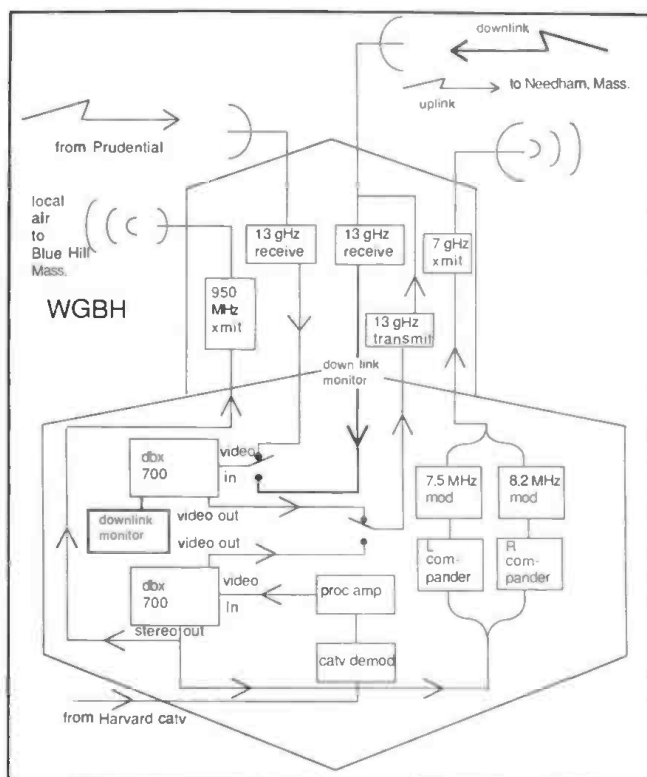 downlink
to Needham, Mass.
uplink
from Prudential
local
air
to
Blue Hill
Mass.
13 gHz
receive
13 gHz
receive
7 gHz
xmit
950
MHz
xmit
WGBH
13 gHz
transmit
down link
monitor
dbx
700
video
in
7.5 MHz
mod
8.2 MHz
mod
downlink
monitor
video out
video out
L
com-
pander
R
com-
pander
dbx
700
video
in
proc amp
stereo out
catv demod
from Harvard catv